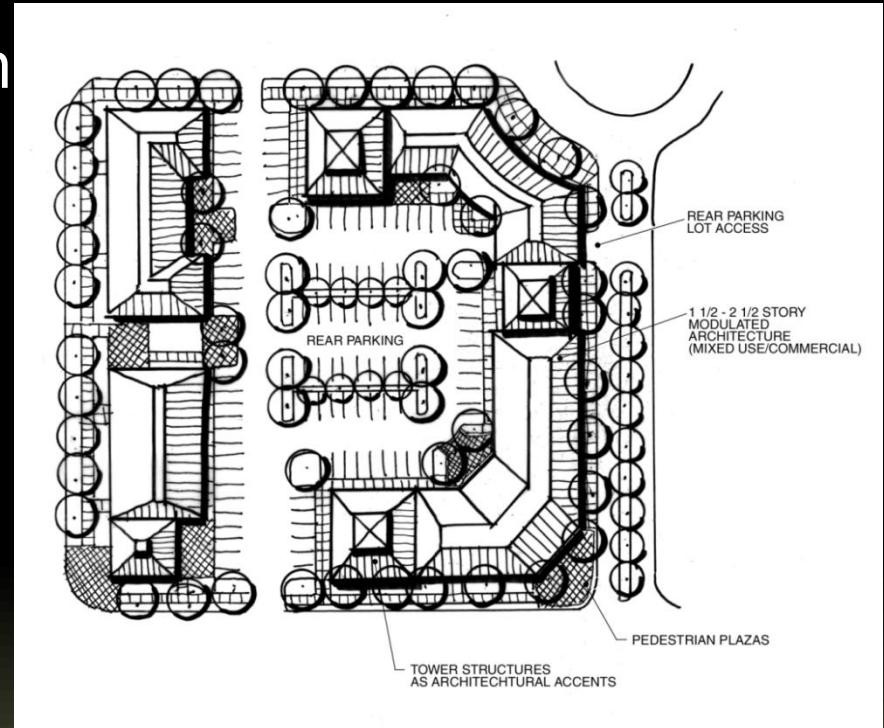 n
REAR PARKING
LOT ACCESS
1 1/2 - 2 1/2 STORY
MODULATED
ARCHITECTURE
(MIXED USE/COMMERCIAL)
REAR PARKING
PEDESTRIAN PLAZAS
TOWER STRUCTURES
AS ARCHITECHTURAL ACCENTS